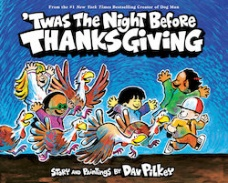 From the #1 New York Times Bestselling Creator of Dog Man
'TWAS THE NIGHT BEFORE
THANKSGIVING
STORY AND PAINTINGS BY DAV PILKEY